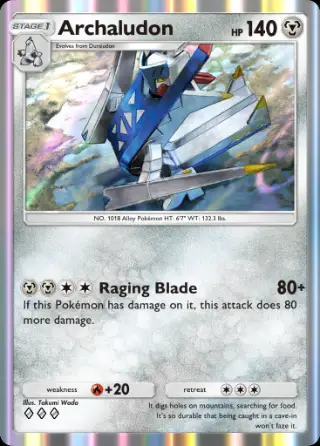 STAGE 1
Archaludon
HP 140
Evolves from Duraludon
NO. 1018 Alloy Pokémon HT: 6'7" WT: 132.3 lbs.
Raging Blade 80+
If this Pokémon has damage on it, this attack does 80
more damage.
weakness +20 retreat
Illus. Takumi Wada
It digs holes on mountains, searching for food.
It's so durable that being caught in a cave-in
won't faze it.